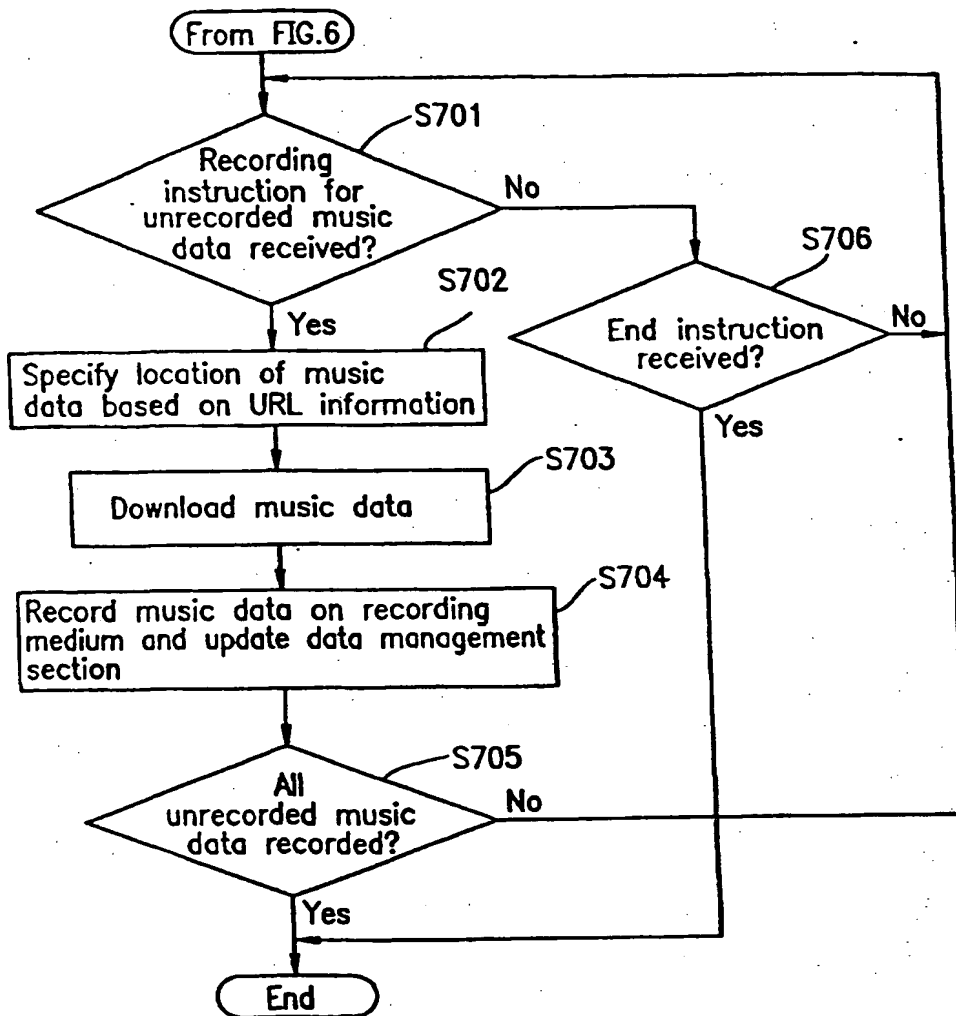 From FIG.6
S701
Recording
instruction for
unrecorded music
data received?
No
S706
End instruction
received?
No
Yes
S702
Yes
Specify location of music
data based on URL information
S703
Download music data
S704
Record music data on recording
medium and update data management
section
S705
All
unrecorded music
data recorded?
No
Yes
End